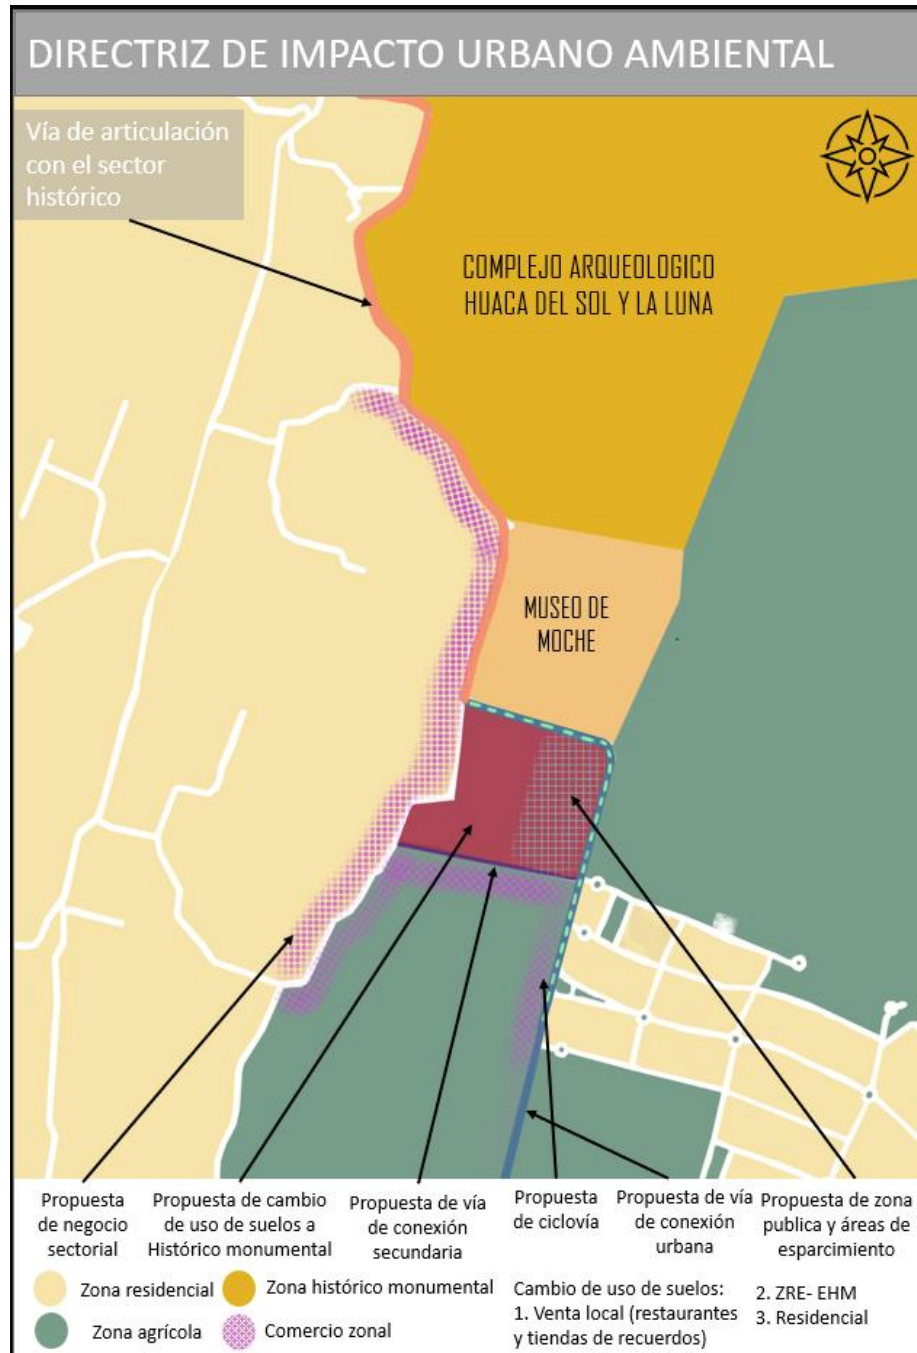 DIRECTRIZ DE IMPACTO URBANO AMBIENTAL
Vía de articulación
con el sector
histórico
COMPLEJO ARQUEOLOGICO
HUACA DEL SOL Y LA LUNA
MUSEO DE
MOCHE
Propuesta
de negocio
sectorial
Propuesta de cambio
de uso de suelos a
Histórico monumental
Propuesta de vía
de conexión
secundaria
Propuesta
de ciclovía
Propuesta de vía
de conexión
urbana
Propuesta de zona
publica y áreas de
esparcimiento
Zona residencial
Zona histórico monumental
Zona agrícola
Comercio zonal
Cambio de uso de suelos:
1. Venta local (restaurantes
y tiendas de recuerdos)
2. ZRE- EHM
3. Residencial